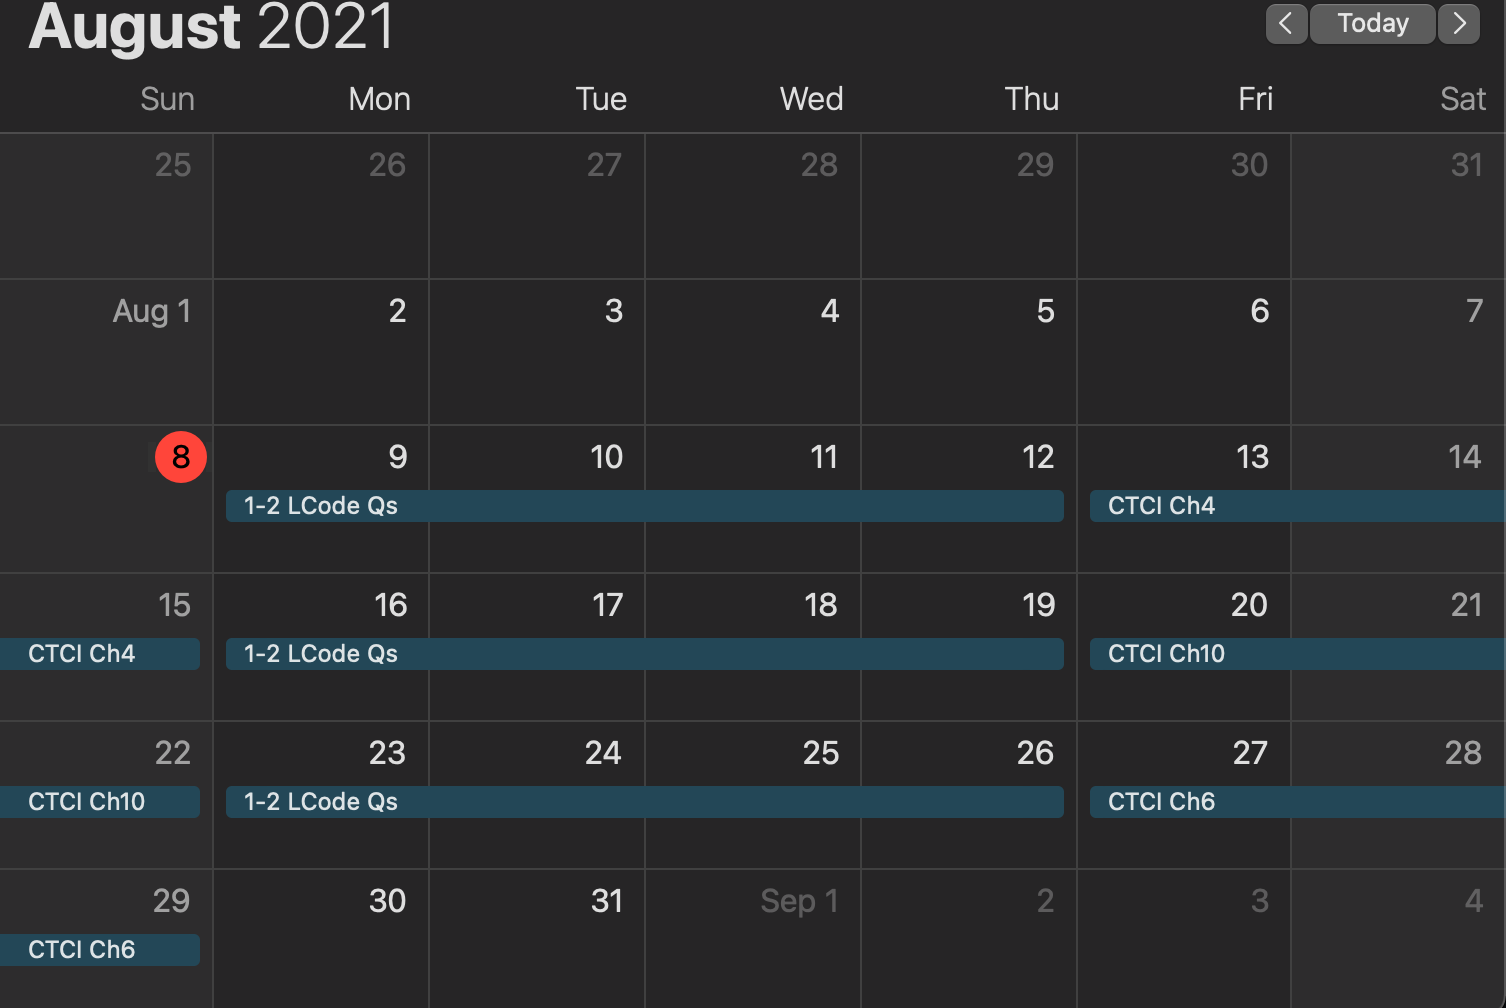 August 2021
Today
Sun Mon Tue Wed Thu Fri Sat
25 26 27 28 29 30 31
Aug 1 2 3 4 5 6 7
8 9 10 11 12 13 14
1-2 LCode Qs CTCI Ch4
15 16 17 18 19 20 21
CTCI Ch4 1-2 LCode Qs CTCI Ch10
22 23 24 25 26 27 28
CTCI Ch10 1-2 LCode Qs CTCI Ch6
29 30 31 Sep 1 2 3 4
CTCI Ch6